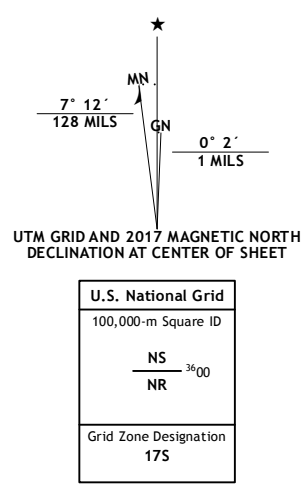 MN
7° 12´
128 MILS
GN
0° 2´
1 MILS
UTM GRID AND 2017 MAGNETIC NORTH
DECLINATION AT CENTER OF SHEET
U.S. National Grid
100,000-m Square ID
NS
3600
NR
Grid Zone Designation
17S